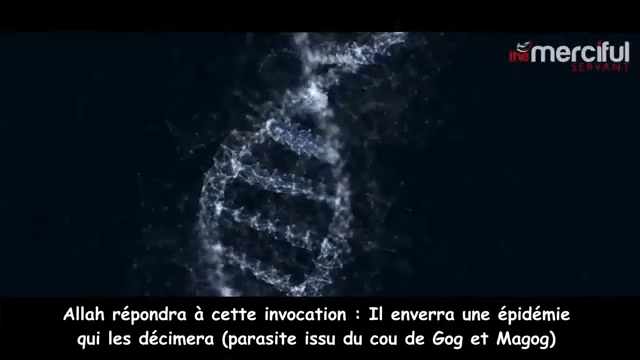 the merciful
SERVANT
Allah répondra à cette invocation : Il enverra une épidémie
qui les décimera (parasite issu du cou de Gog et Magog)